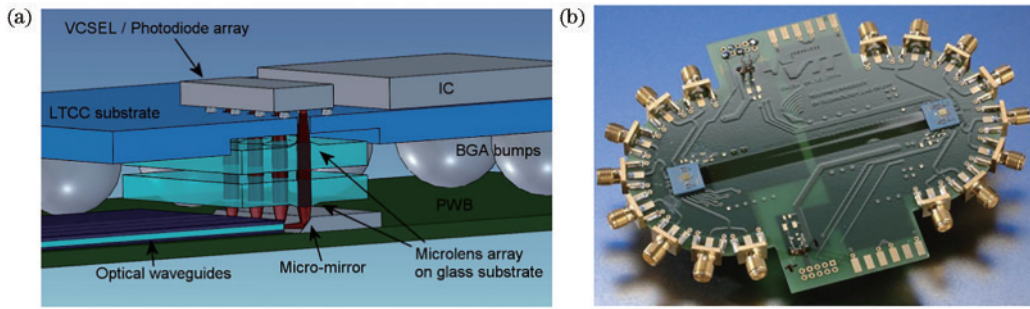 (a)
VCSEL / Photodiode array
IC
LTCC substrate
BGA bumps
PWB
Optical waveguides
Micro-mirror
Microlens array
on glass substrate
(b)